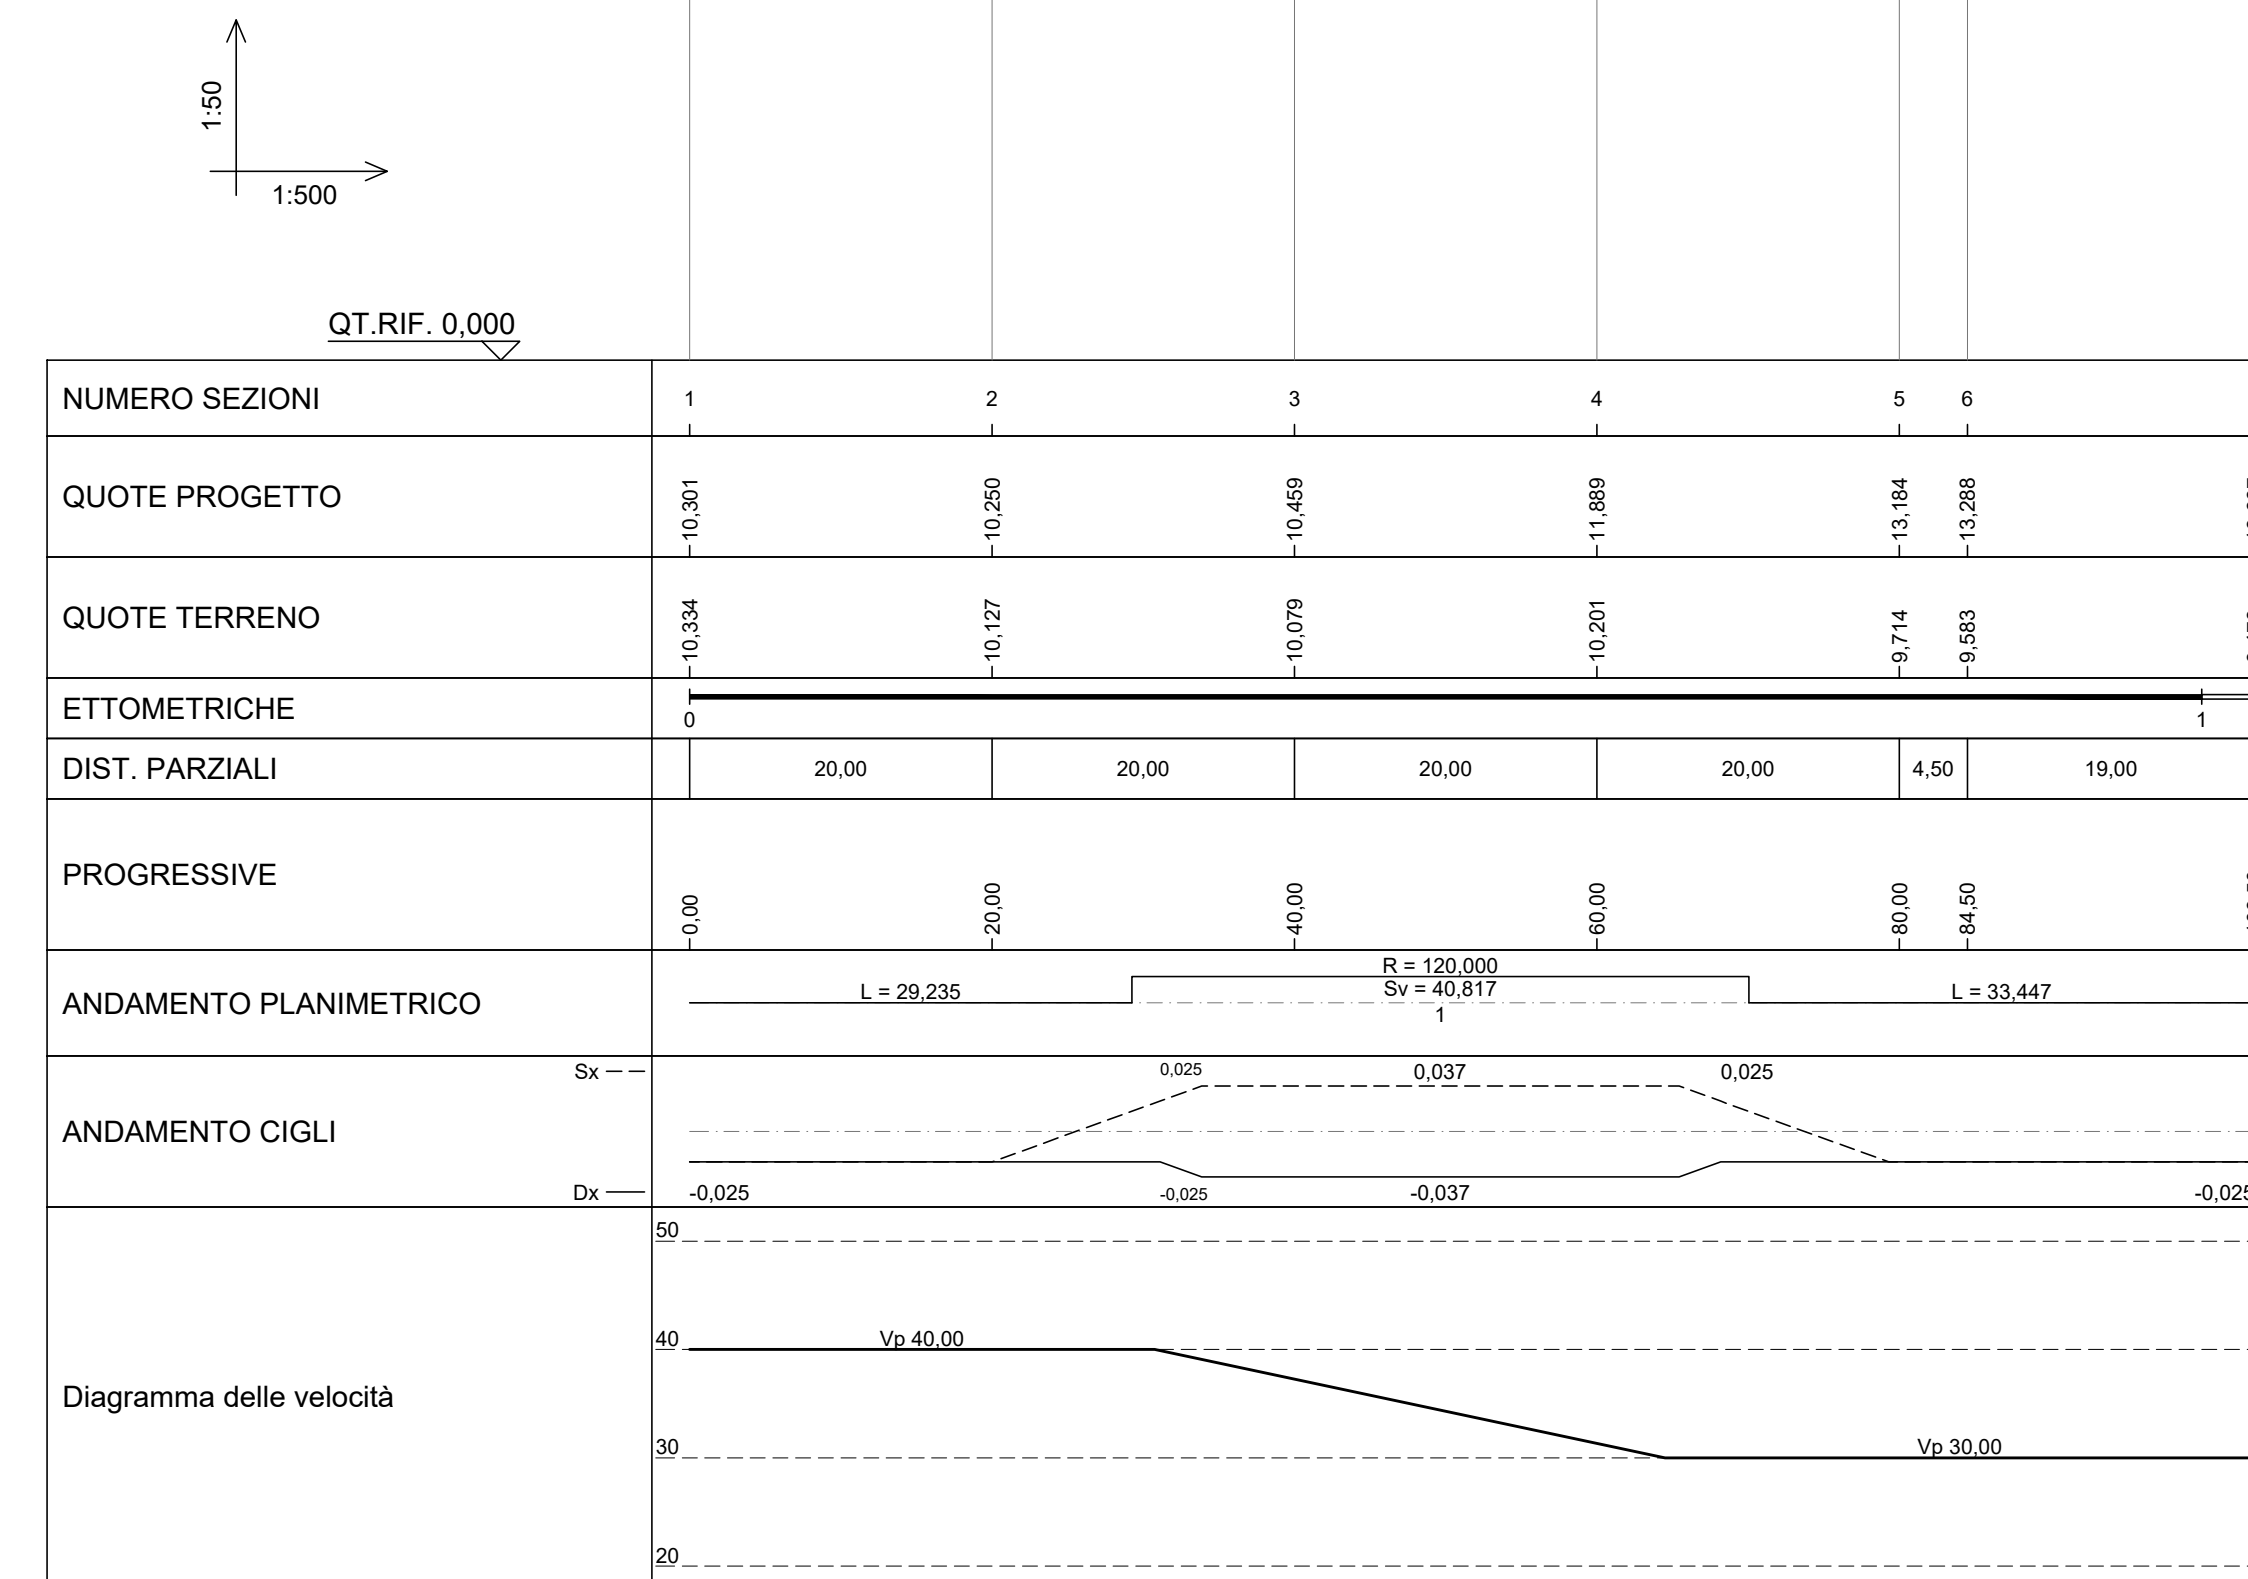 1:50
1:500
QT.RIF. 0,000
NUMERO SEZIONI 1 2 3 4 5 6
QUOTE PROGETTO 10,301 10,250 10,459 11,889 13,184 13,288
QUOTE TERRENO 10,334 10,127 10,079 10,201 9,714 9,583
ETTOMETRICHE 0 1
DIST. PARZIALI 20,00 20,00 20,00 20,00 4,50 19,00
PROGRESSIVE 0,00 20,00 40,00 60,00 80,00 84,50
R = 120,000
ANDAMENTO PLANIMETRICO L = 29,235 Sv = 40,817 L = 33,447
1
Sx 0,025 0,037 0,025
ANDAMENTO CIGLI
Dx -0,025 -0,025 -0,037 -0,025
50
40 Vp 40,00
Diagramma delle velocità
30 Vp 30,00
20